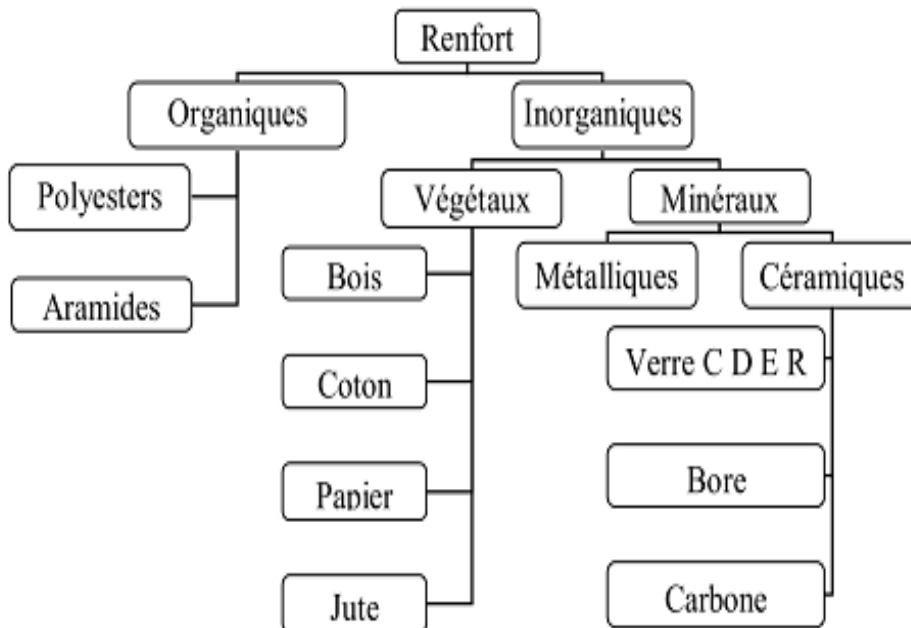 Renfort
Organiques
Inorganiques
Polyesters
Végétaux
Minéraux
Bois
Métalliques
Céramiques
Aramides
Verre C D E R
Coton
Papier
Bore
Jute
Carbone